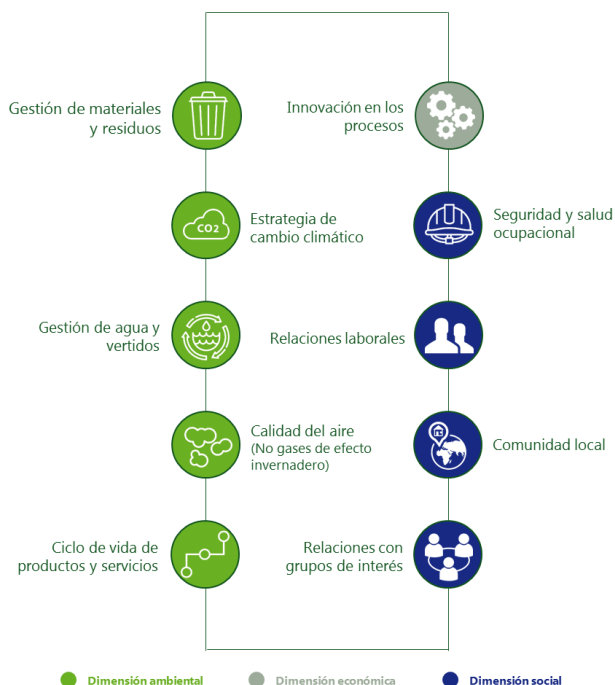 Gestión de materiales
y residuos
Innovación en los
procesos
CO2
Estrategia de
cambio climático
Seguridad y salud
ocupacional
Gestión de agua y
vertidos
Relaciones laborales
Calidad del aire
(No gases de efecto
invernadero)
Comunidad local
Ciclo de vida de
productos y servicios
Relaciones con
grupos de interés
Dimensión ambiental
Dimensión económica
Dimensión social